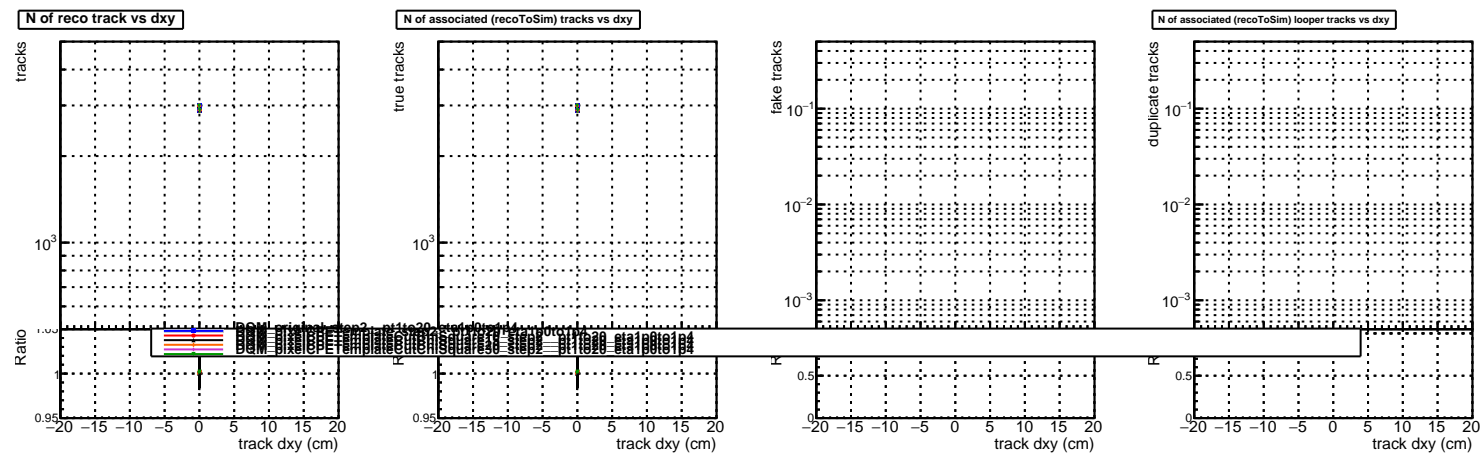 N of reco track vs dxy
tracks
10³
Ratio
1
0.95
−20 −15 −10 −5 0 5 10 15 20
track dxy (cm)
N of associated (recoToSim) tracks vs dxy
true tracks
10³
1
0.95
−20 −15 −10 −5 0 5 10 15 20
track dxy (cm)
fake tracks
10⁻¹
10⁻²
10⁻³
0.5
0
−20 −15 −10 −5 0 5 10 15 20
track dxy (cm)
N of associated (recoToSim) looper tracks vs dxy
duplicate tracks
10⁻¹
10⁻²
10⁻³
0.5
0
−20 −15 −10 −5 0 5 10 15 20
track dxy (cm)